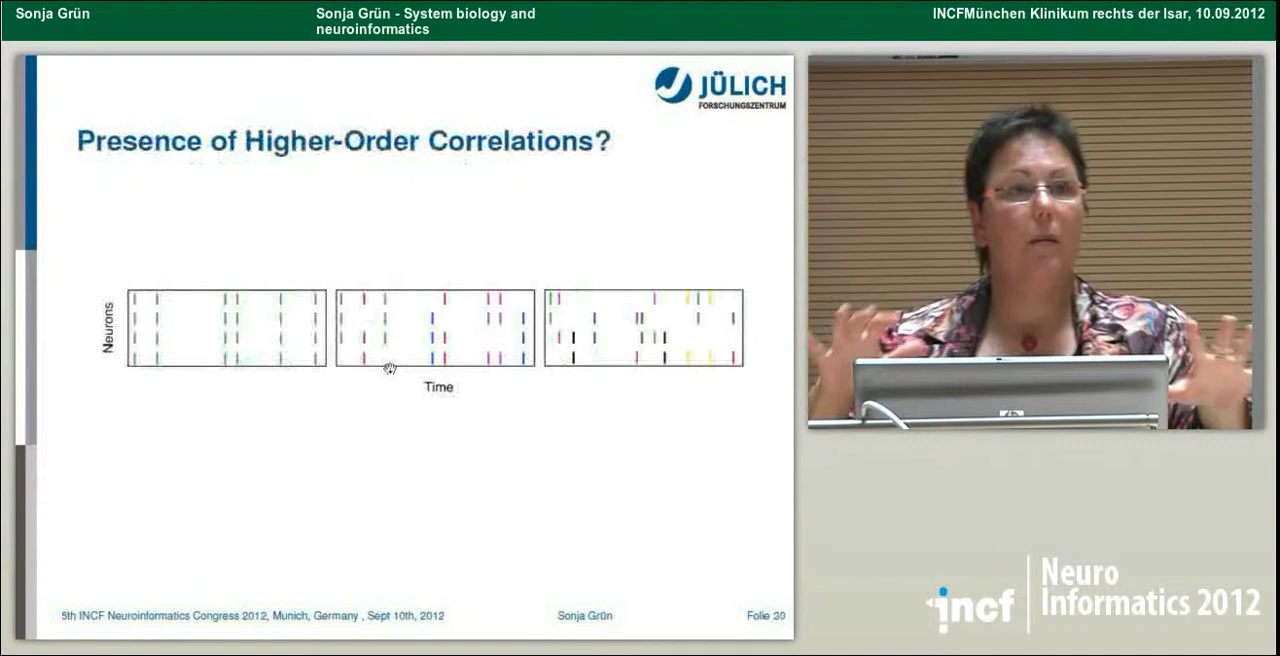 Sonja Grün
Sonja Grün - System biology and
neuroinformatics
INCFMünchen Klinikum rechts der Isar, 10.09.2012
JÜLICH
FORSCHUNGSZENTRUM
Presence of Higher-Order Correlations?
Neurons
Time
5th INCF Neuroinformatics Congress 2012, Munich, Germany , Sept 10th, 2012
Sonja Grün
Folie 30
incf
Neuro
Informatics 2012